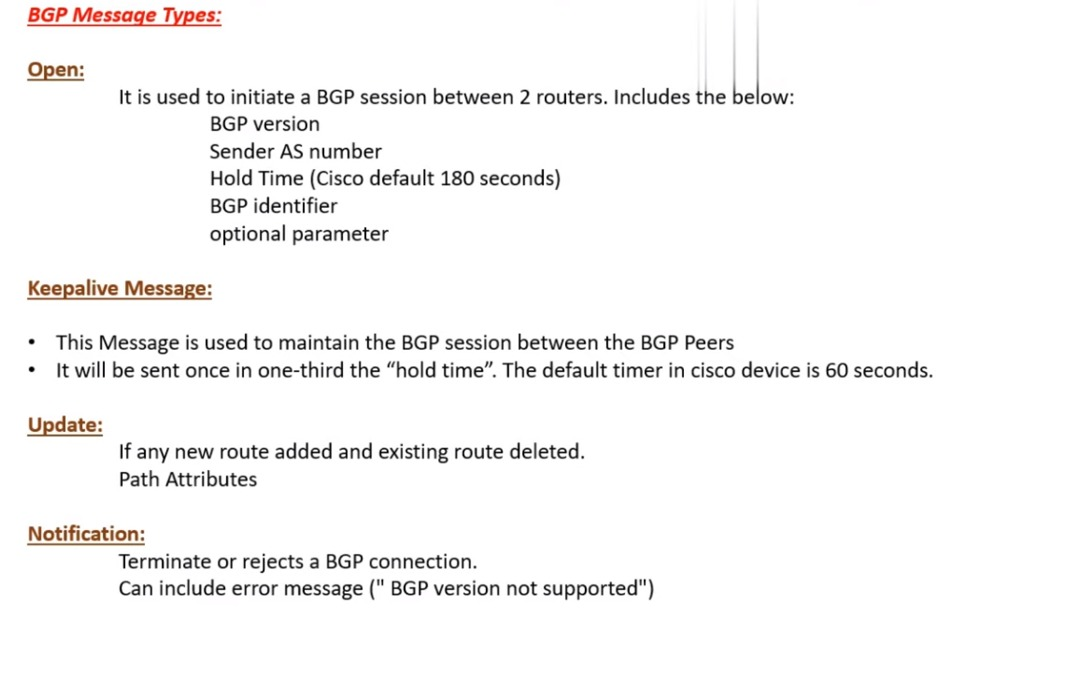 BGP Message Types:
Open:
It is used to initiate a BGP session between 2 routers. Includes the below:
BGP version
Sender AS number
Hold Time (Cisco default 180 seconds)
BGP identifier
optional parameter
Keepalive Message:
• This Message is used to maintain the BGP session between the BGP Peers
• It will be sent once in one-third the “hold time”. The default timer in cisco device is 60 seconds.
Update:
If any new route added and existing route deleted.
Path Attributes
Notification:
Terminate or rejects a BGP connection.
Can include error message (" BGP version not supported")